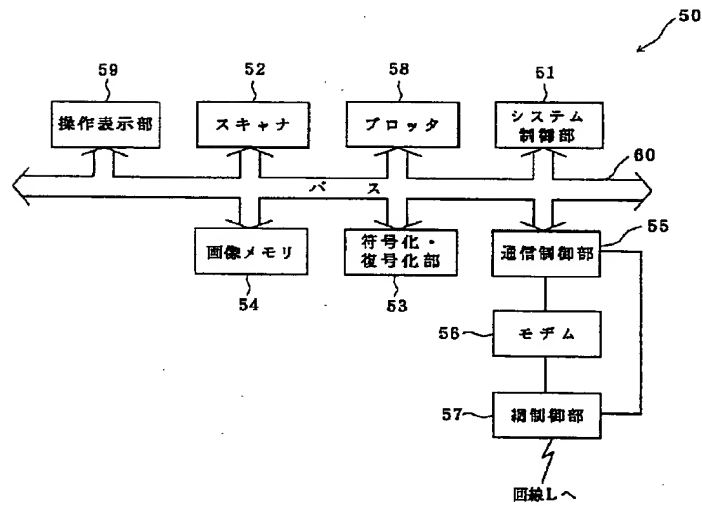 50
59
52
58
51
操作表示部
スキャナ
プロッタ
システム
制御部
60
バス
画像メモリ
符号化・
復号化部
通信制御部
55
54
53
56
モデム
57
網制御部
回線Lへ